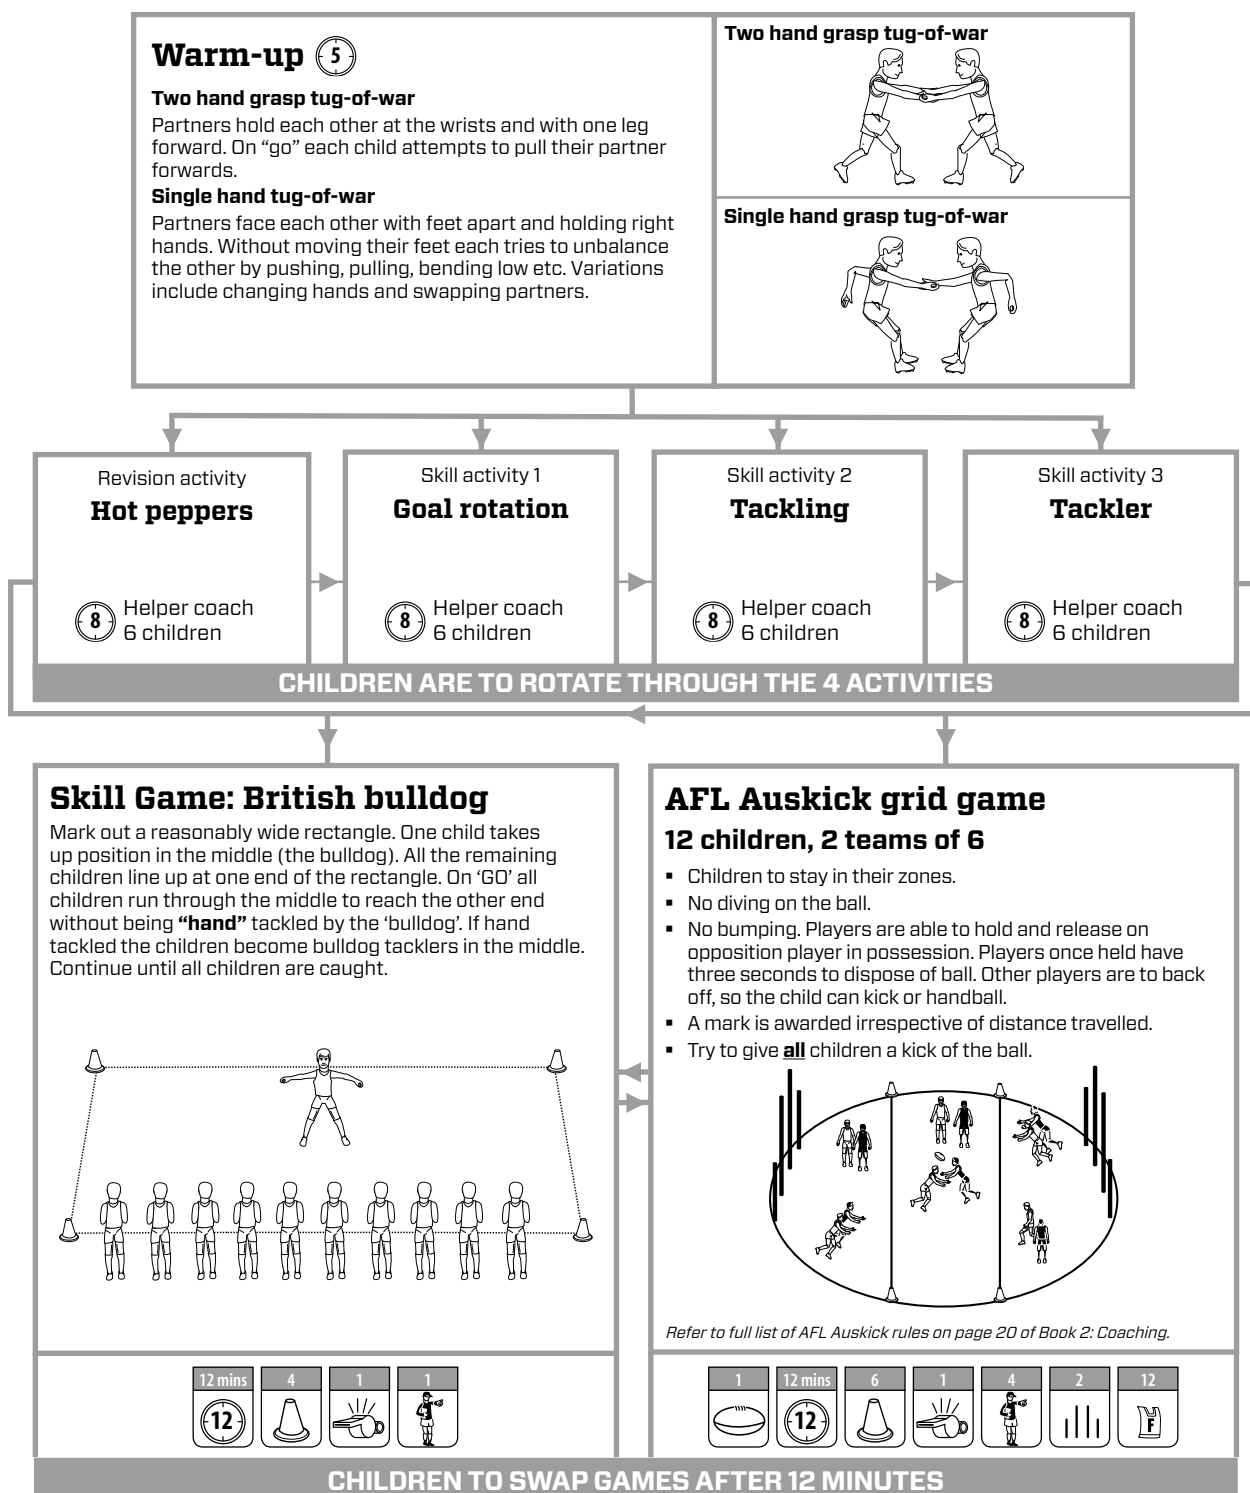 Warm-up 5
Two hand grasp tug-of-war
Partners hold each other at the wrists and with one leg
forward. On “go” each child attempts to pull their partner
forwards.
Single hand tug-of-war
Partners face each other with feet apart and holding right
hands. Without moving their feet each tries to unbalance
the other by pushing, pulling, bending low etc. Variations
include changing hands and swapping partners.
Two hand grasp tug-of-war
Single hand grasp tug-of-war
Revision activity
Hot peppers
8 Helper coach
6 children
Skill activity 1
Goal rotation
8 Helper coach
6 children
Skill activity 2
Tackling
8 Helper coach
6 children
Skill activity 3
Tackler
8 Helper coach
6 children
CHILDREN ARE TO ROTATE THROUGH THE 4 ACTIVITIES
Skill Game: British bulldog
Mark out a reasonably wide rectangle. One child takes
up position in the middle (the bulldog). All the remaining
children line up at one end of the rectangle. On ‘GO’ all
children run through the middle to reach the other end
without being “hand” tackled by the ‘bulldog’. If hand
tackled the children become bulldog tacklers in the middle.
Continue until all children are caught.
12 mins 4 1 1
12
AFL Auskick grid game
12 children, 2 teams of 6
▪ Children to stay in their zones.
▪ No diving on the ball.
▪ No bumping. Players are able to hold and release on
opposition player in possession. Players once held have
three seconds to dispose of ball. Other players are to back
off, so the child can kick or handball.
▪ A mark is awarded irrespective of distance travelled.
▪ Try to give all children a kick of the ball.
Refer to full list of AFL Auskick rules on page 20 of Book 2: Coaching.
1 12 mins 6 1 4 2 12
12 F
CHILDREN TO SWAP GAMES AFTER 12 MINUTES